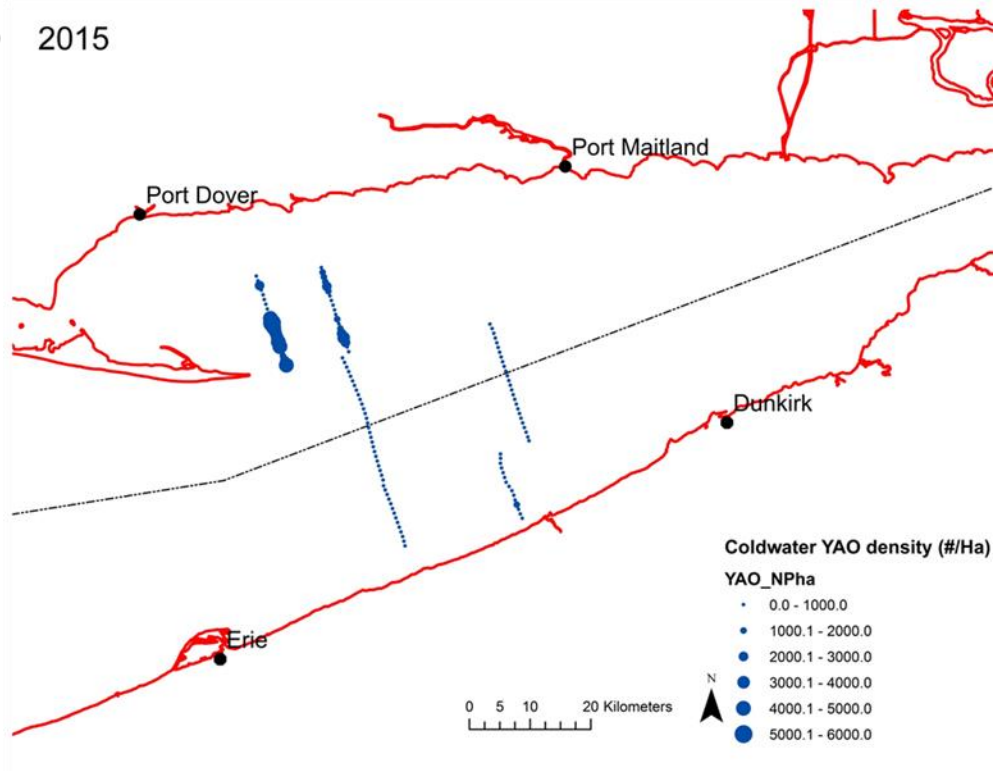 2015
Port Maitland
Port Dover
Dunkirk
Coldwater YAO density (#/Ha)
YAO_NPha
0.0 - 1000.0
1000.1 - 2000.0
2000.1 - 3000.0
3000.1 - 4000.0
4000.1 - 5000.0
5000.1 - 6000.0
Erie
N
0 5 10 20 Kilometers